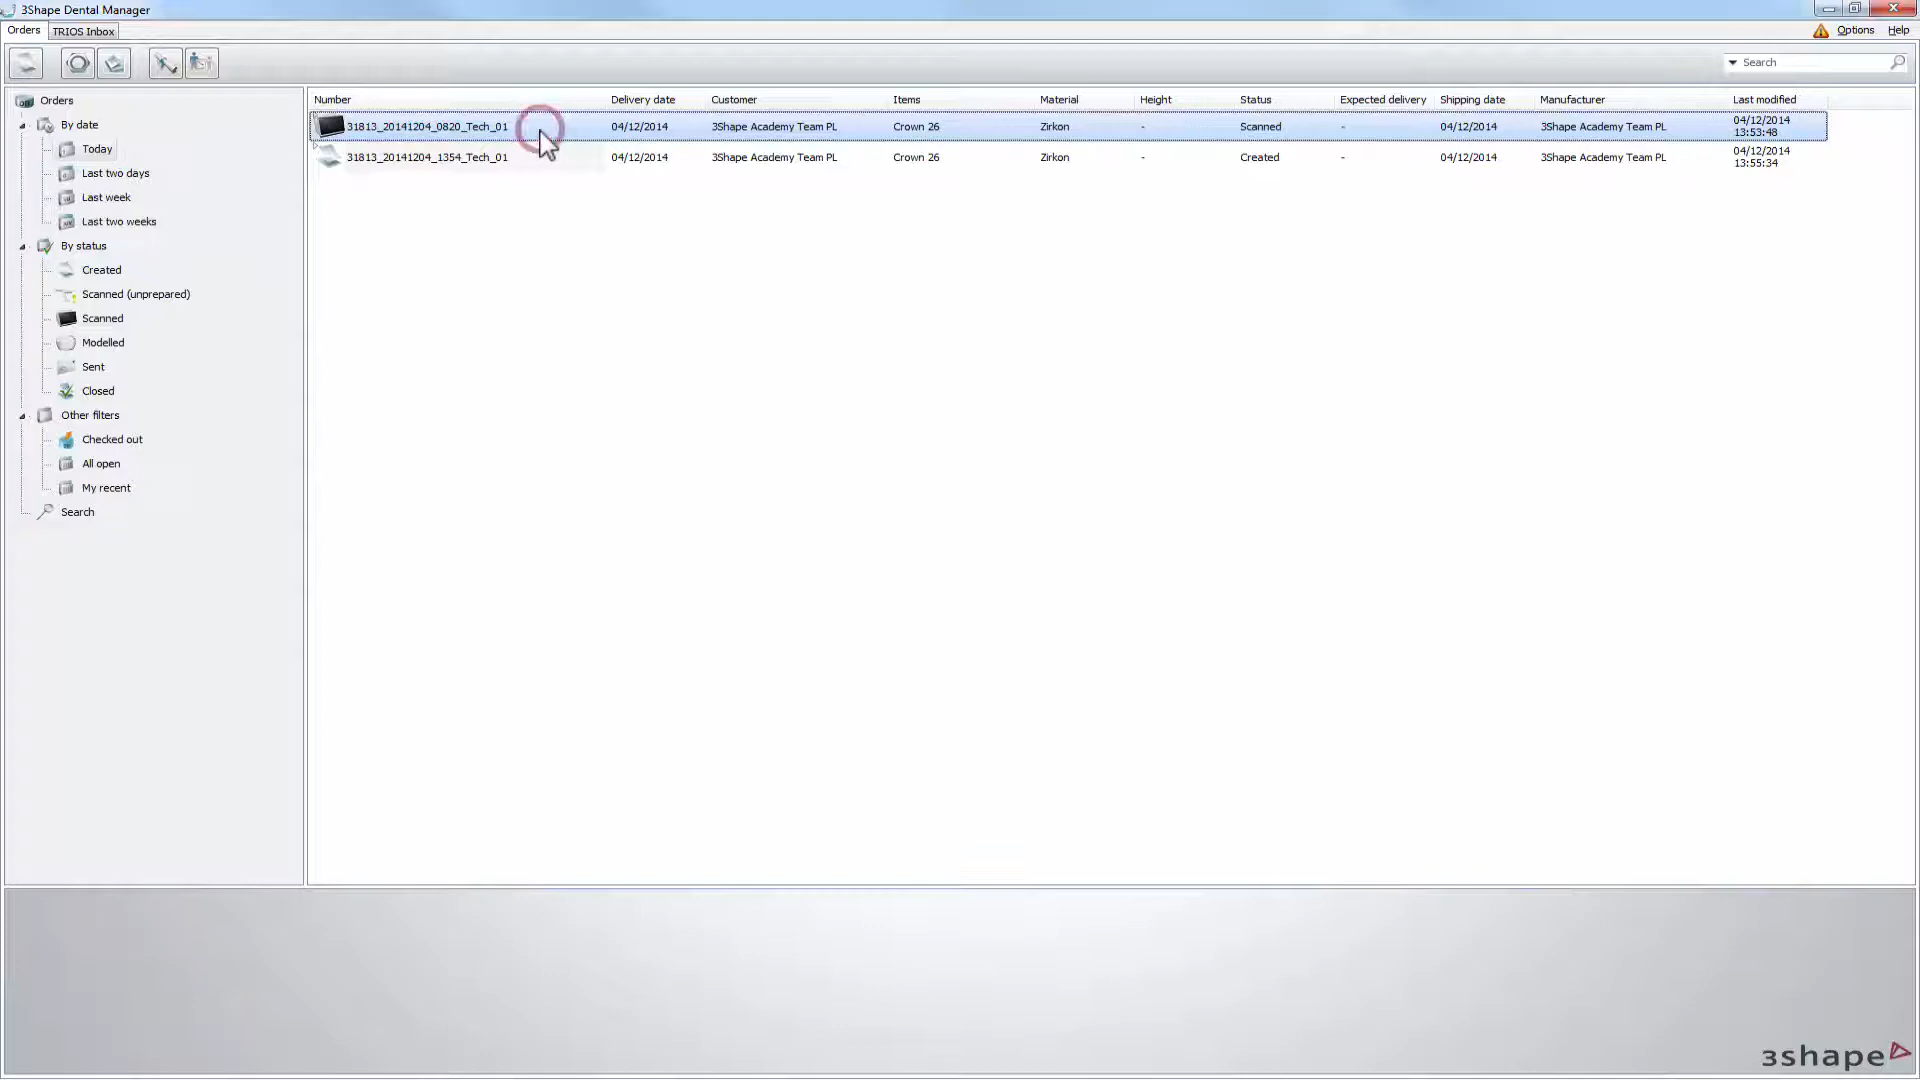 3Shape Dental Manager
Orders TRIOS Inbox Options Help
Search
Orders
By date
Today
Last two days
Last week
Last two weeks
By status
Created
Scanned (unprepared)
Scanned
Modelled
Sent
Closed
Other filters
Checked out
All open
My recent
Search
Number Delivery date Customer Items Material Height Status Expected delivery Shipping date Manufacturer Last modified
31813_20141204_0820_Tech_01 04/12/2014 3Shape Academy Team PL Crown 26 Zirkon - Scanned - 04/12/2014 3Shape Academy Team PL 04/12/2014
13:53:48
31813_20141204_1354_Tech_01 04/12/2014 3Shape Academy Team PL Crown 26 Zirkon - Created - 04/12/2014 3Shape Academy Team PL 04/12/2014
13:55:34
3shape